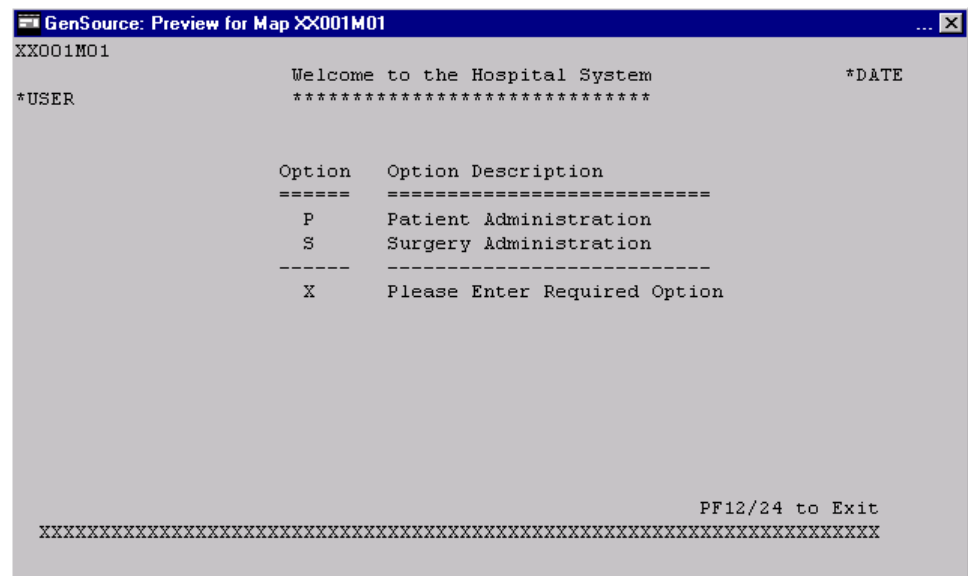 GenSource: Preview for Map XX001M01 ...
XX001M01
Welcome to the Hospital System *DATE
*USER ******************************
Option Option Description
====== ===========================
P Patient Administration
S Surgery Administration
------ ---------------------------
X Please Enter Required Option
PF12/24 to Exit
XXXXXXXXXXXXXXXXXXXXXXXXXXXXXXXXXXXXXXXXXXXXXXXXXXXXXXXXXXXXXXXXXXXXXX